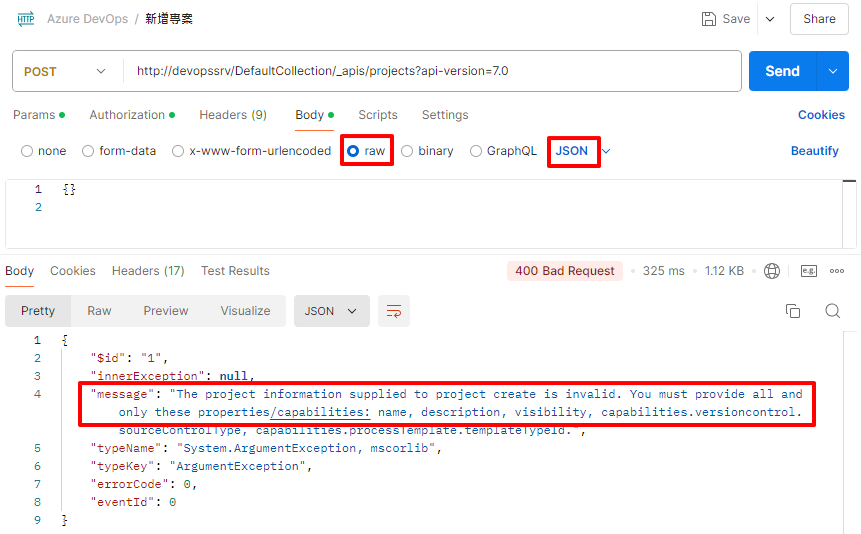 HTTP Azure DevOps / 新增專案 Save Share
POST http://devopssrv/DefaultCollection/_apis/projects?api-version=7.0 Send
Params Authorization Headers (9) Body Scripts Settings Cookies
none form-data x-www-form-urlencoded raw binary GraphQL JSON Beautify
1 {}
2
Body Cookies Headers (17) Test Results 400 Bad Request 325 ms 1.12 KB e.g.
Pretty Raw Preview Visualize JSON
1 {
2 "$id": "1",
3 "innerException": null,
4 "message": "The project information supplied to project create is invalid. You must provide all and
only these properties/capabilities: name, description, visibility, capabilities.versioncontrol.
sourceControlType, capabilities.processTemplate.templateTypeId.",
5 "typeName": "System.ArgumentException, mscorlib",
6 "typeKey": "ArgumentException",
7 "errorCode": 0,
8 "eventId": 0
9 }